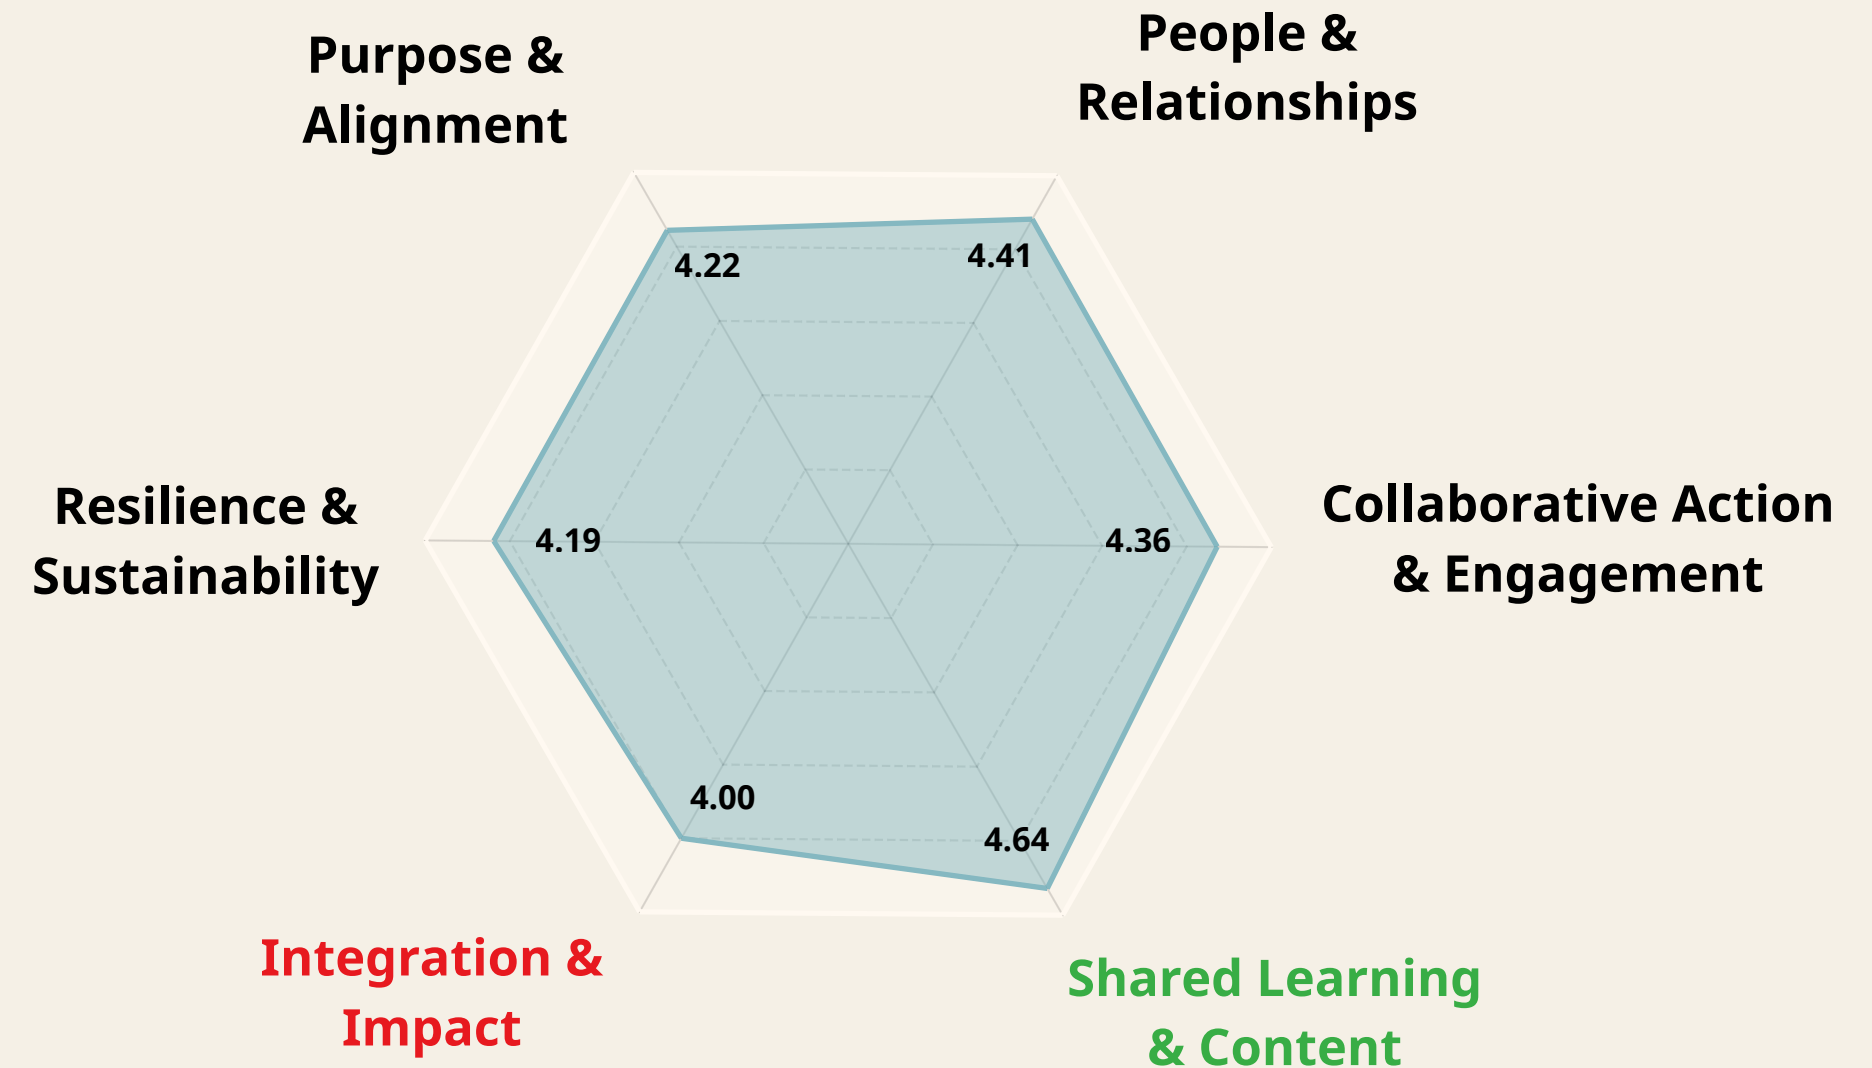 Purpose &
Alignment
People &
Relationships
4.22
4.41
Resilience &
Sustainability
4.19
4.36
Collaborative Action
& Engagement
4.00
4.64
Integration &
Impact
Shared Learning
& Content